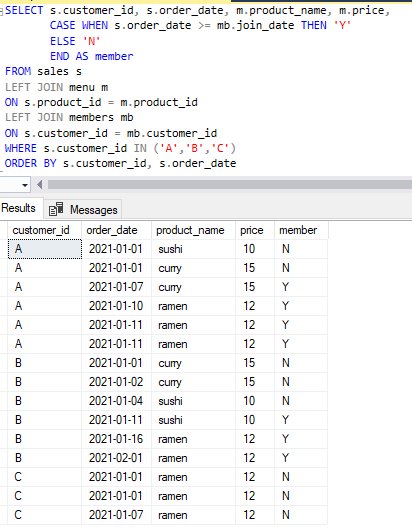 SELECT s.customer_id, s.order_date, m.product_name, m.price,
CASE WHEN s.order_date >= mb.join_date THEN 'Y'
ELSE 'N'
END AS member
FROM sales s
LEFT JOIN menu m
ON s.product_id = m.product_id
LEFT JOIN members mb
ON s.customer_id = mb.customer_id
WHERE s.customer_id IN ('A','B','C')
ORDER BY s.customer_id, s.order_date
Results Messages
customer_id order_date product_name price member
A 2021-01-01 sushi 10 N
A 2021-01-01 curry 15 N
A 2021-01-07 curry 15 Y
A 2021-01-10 ramen 12 Y
A 2021-01-11 ramen 12 Y
A 2021-01-11 ramen 12 Y
B 2021-01-01 curry 15 N
B 2021-01-02 curry 15 N
B 2021-01-04 sushi 10 N
B 2021-01-11 sushi 10 Y
B 2021-01-16 ramen 12 Y
B 2021-02-01 ramen 12 Y
C 2021-01-01 ramen 12 N
C 2021-01-01 ramen 12 N
C 2021-01-07 ramen 12 N